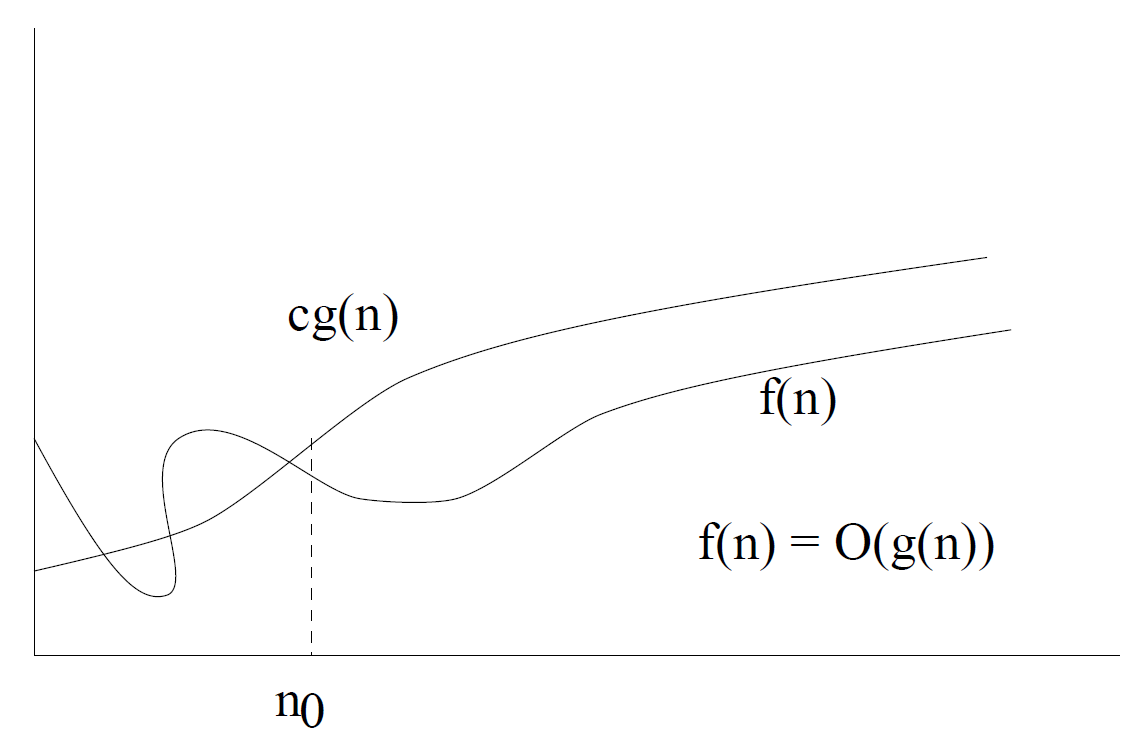 cg(n)
f(n)
f(n) = O(g(n))
n0